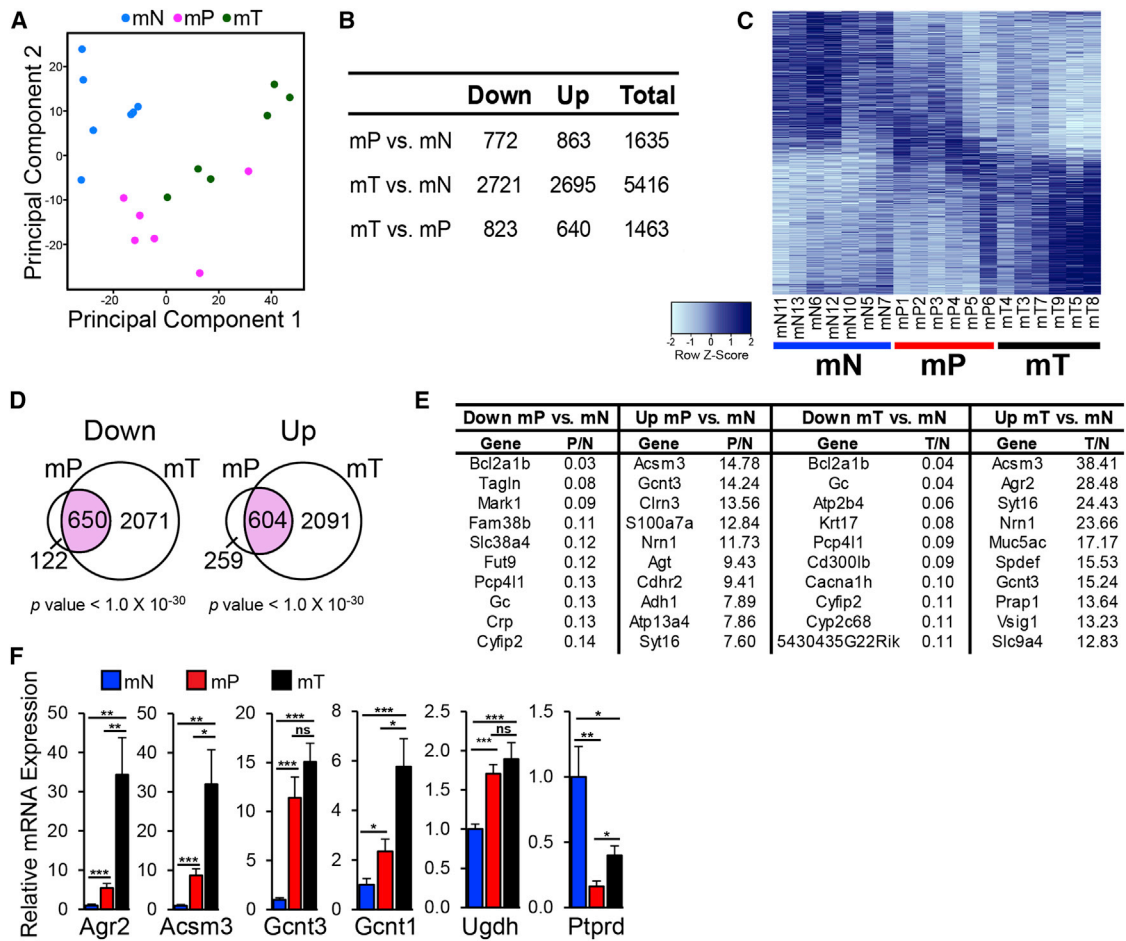 A
mN mP mT
Principal Component 2
20
10
0
-10
-20
-20 0 20 40
Principal Component 1
B
Down Up Total
mP vs. mN 772 863 1635
mT vs. mN 2721 2695 5416
mT vs. mP 823 640 1463
C
-2 -1 0 1 2
Row Z-Score
mN11 mN13 mN6 mN12 mN10 mN5 mN7 mP1 mP2 mP3 mP4 mP5 mP6 mT4 mT3 mT7 mT9 mT5 mT8
mN mP mT
D
Down Up
mP mT mP mT
650 2071 604 2091
122 259
p value < 1.0 X 10-30 p value < 1.0 X 10-30
E
Down mP vs. mN Up mP vs. mN Down mT vs. mN Up mT vs. mN
Gene P/N Gene P/N Gene T/N Gene T/N
Bcl2a1b 0.03 Acsm3 14.78 Bcl2a1b 0.04 Acsm3 38.41
Tagln 0.08 Gcnt3 14.24 Gc 0.04 Agr2 28.48
Mark1 0.09 Clrn3 13.56 Atp2b4 0.06 Syt16 24.43
Fam38b 0.11 S100a7a 12.84 Krt17 0.08 Nrn1 23.66
Slc38a4 0.12 Nrn1 11.73 Pcp4l1 0.09 Muc5ac 17.17
Fut9 0.12 Agt 9.43 Cd300lb 0.09 Spdef 15.53
Pcp4l1 0.13 Cdhr2 9.41 Cacna1h 0.10 Gcnt3 15.24
Gc 0.13 Adh1 7.89 Cyfip2 0.11 Prap1 13.64
Crp 0.13 Atp13a4 7.86 Cyp2c68 0.11 Vsig1 13.23
Cyfip2 0.14 Syt16 7.60 5430435G22Rik 0.11 Slc9a4 12.83
F
mN mP mT
Relative mRNA Expression
50 40 30 20 10 0
** ** ***
Agr2
50 40 30 20 10 0
** * ***
Acsm3
20 15 10 5 0
*** ns ***
Gcnt3
8 6 4 2 0
*** * *
Gcnt1
2.5 2.0 1.5 1.0 0.5 0.0
*** ns ***
Ugdh
1.5 1.0 0.5 0.0
* ** *
Ptprd